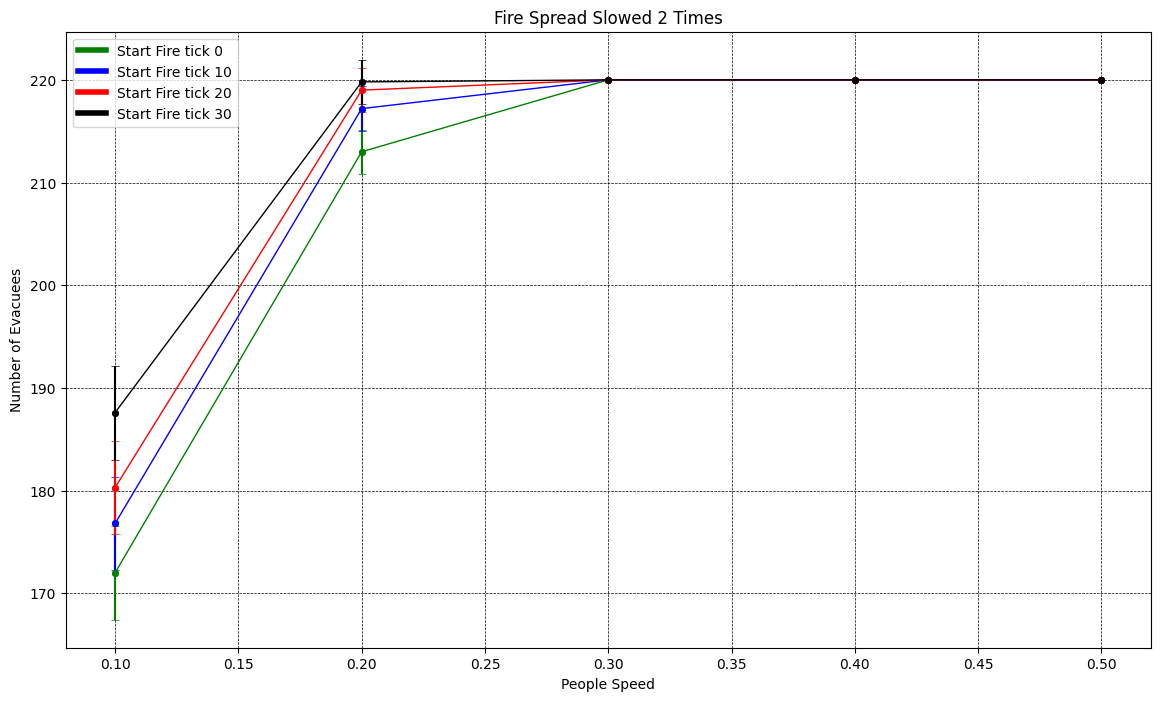 Fire Spread Slowed 2 Times
Start Fire tick 0
Start Fire tick 10
Start Fire tick 20
Start Fire tick 30
220
210
200
190
180
170
Number of Evacuees
0.10 0.15 0.20 0.25 0.30 0.35 0.40 0.45 0.50
People Speed